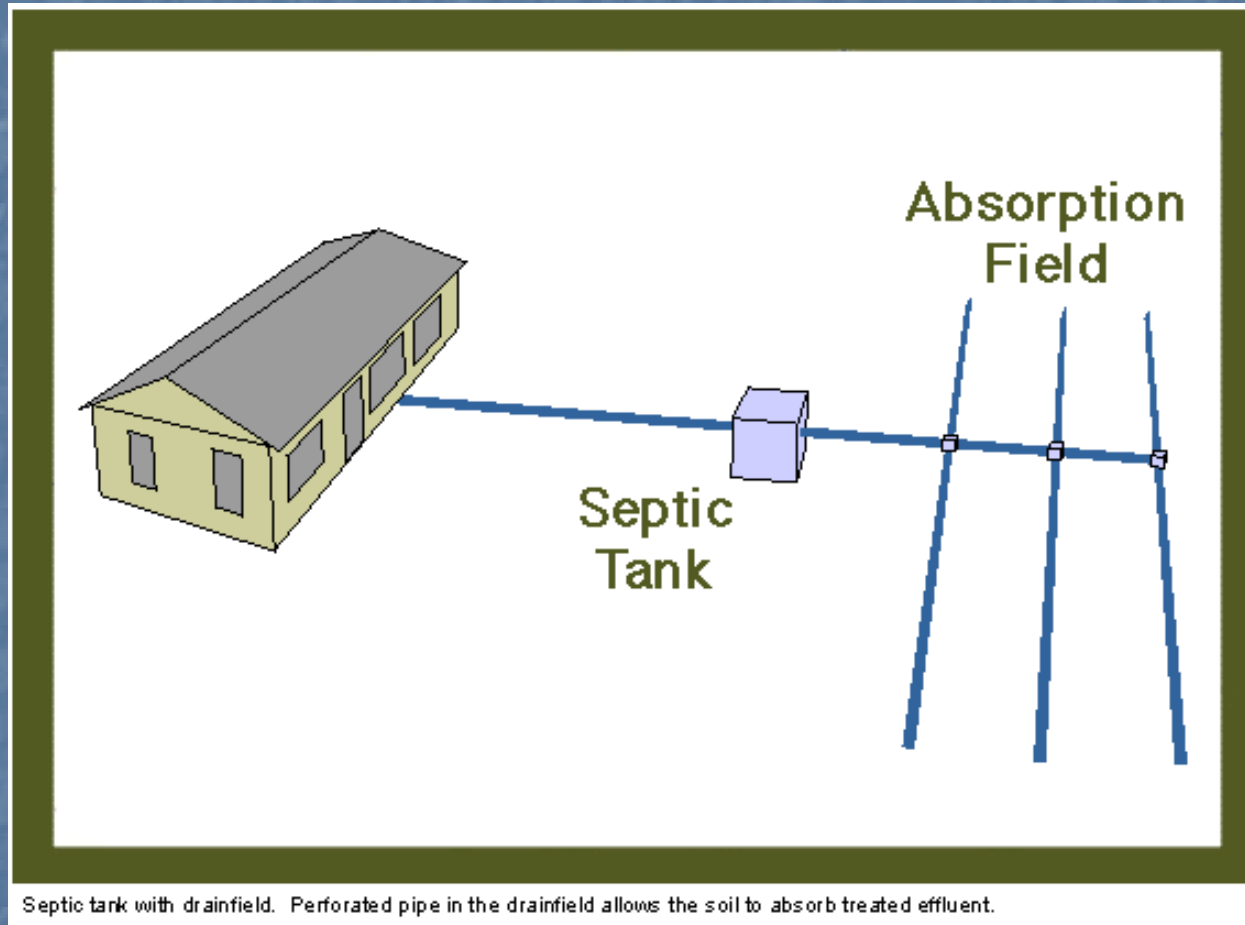 Absorption
Field
Septic
Tank
Septic tank with drainfield. Perforated pipe in the drainfield allows the soil to absorb treated effluent.